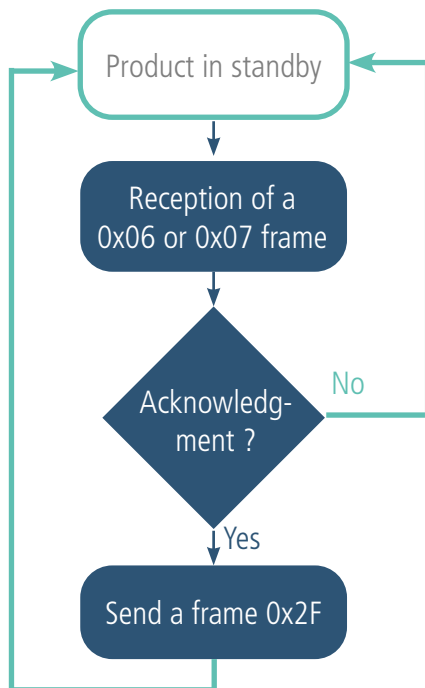 Product in standby
Reception of a
0x06 or 0x07 frame
Acknowledg-
ment ?
No
Yes
Send a frame 0x2F